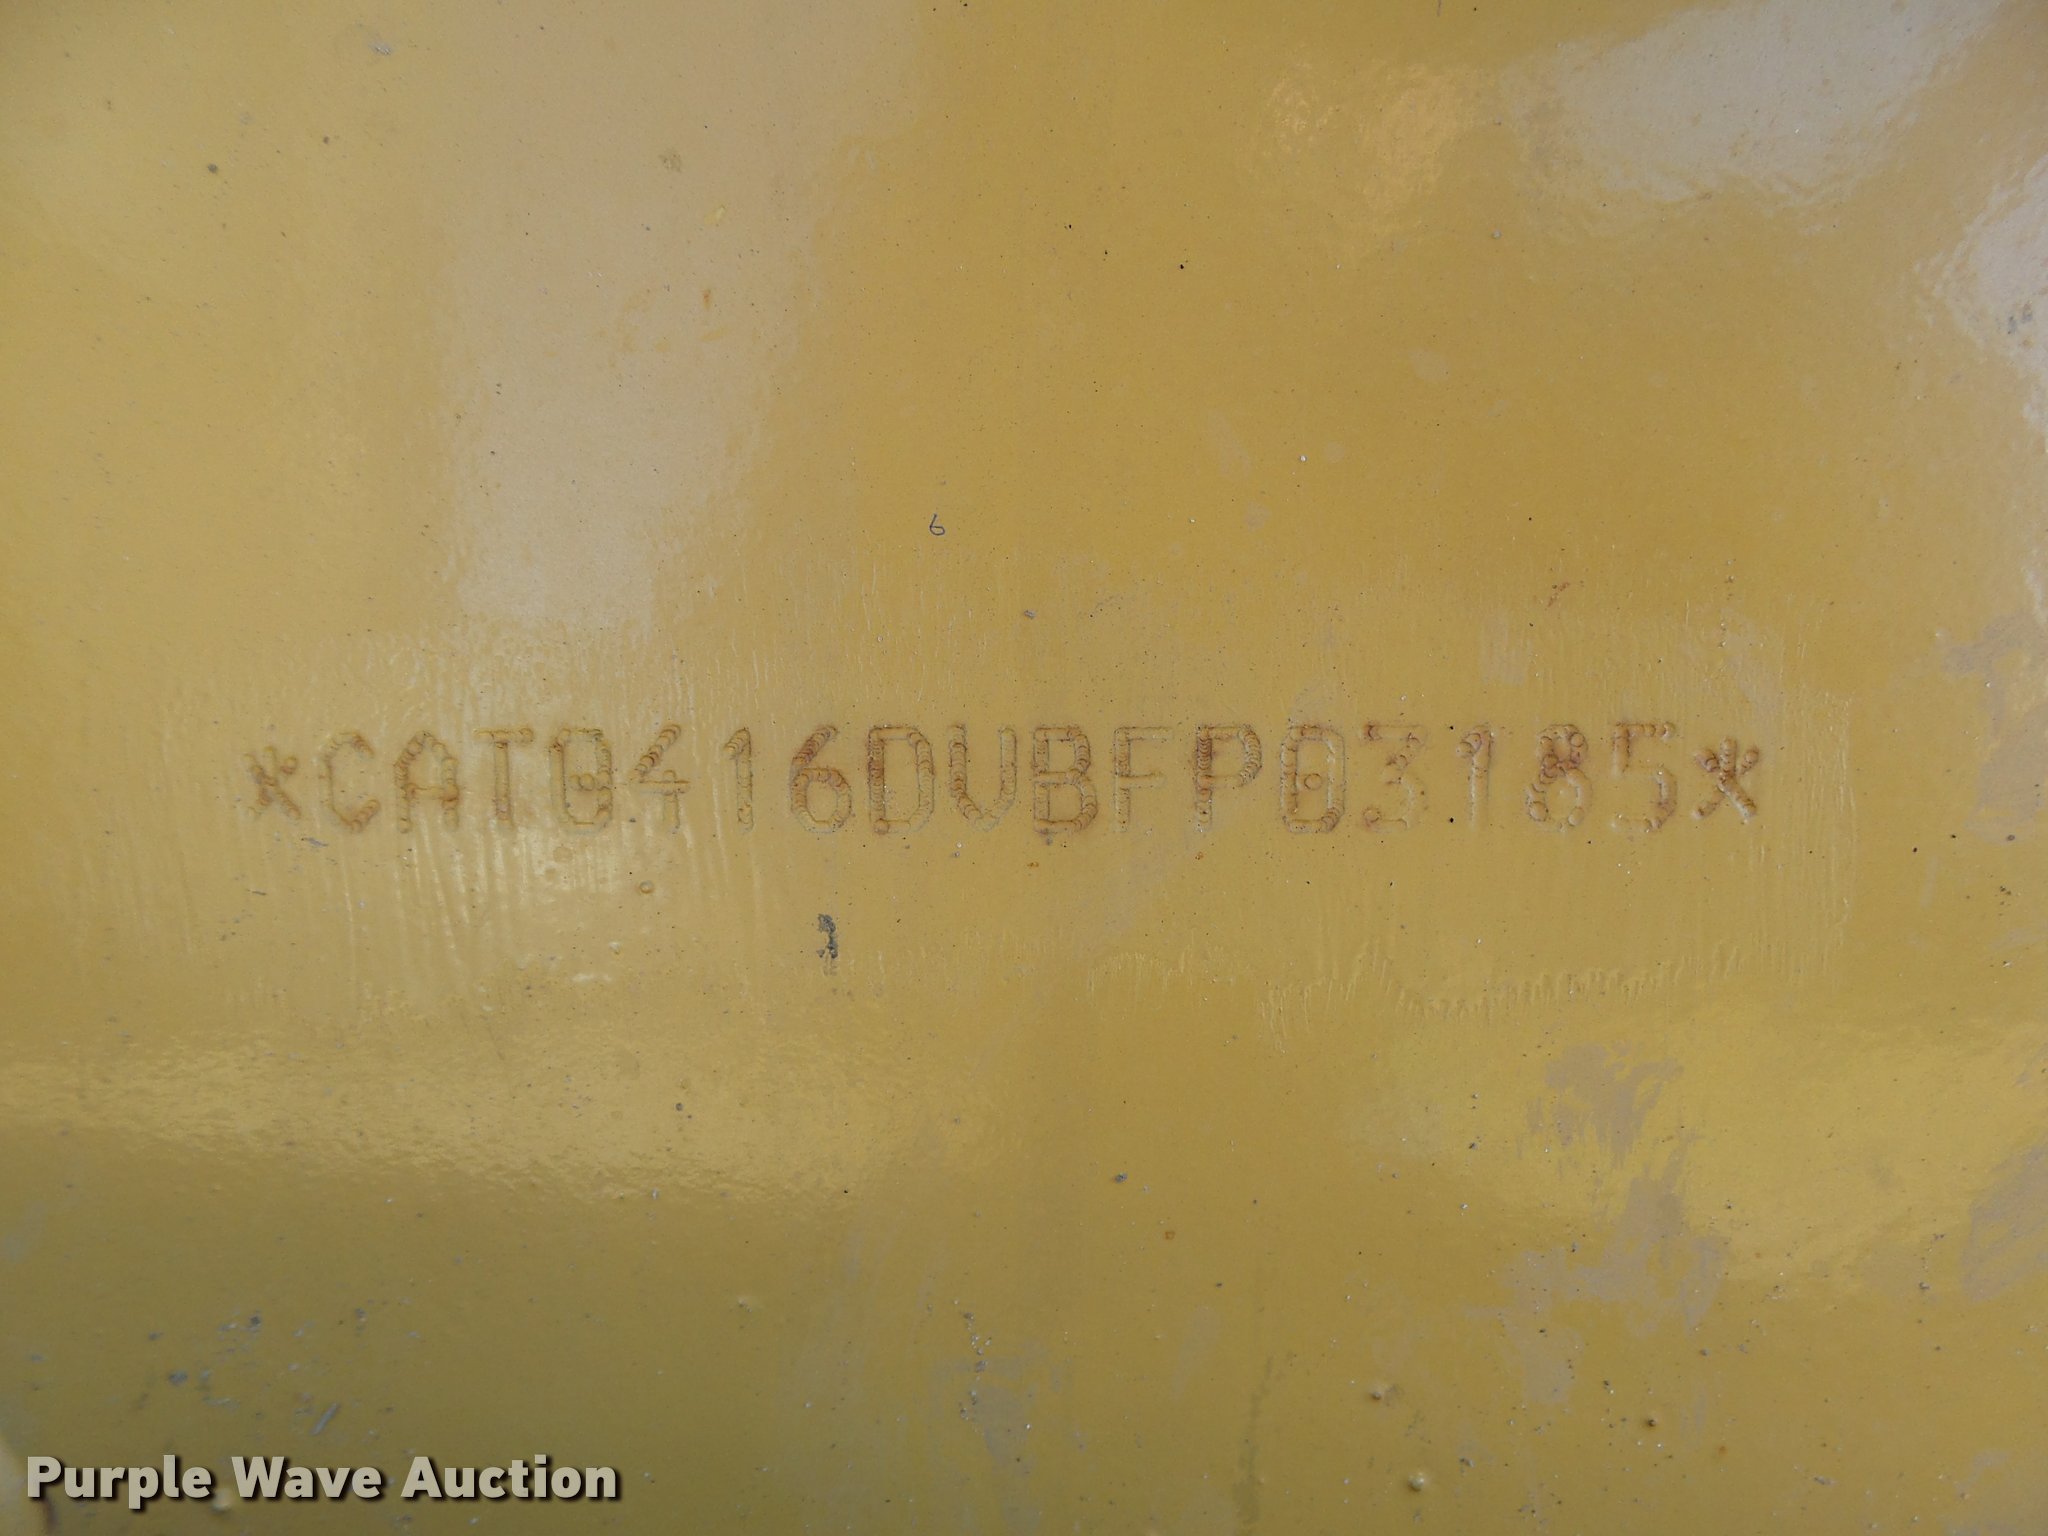 *CAT0416DVBFP03185*
Purple Wave Auction